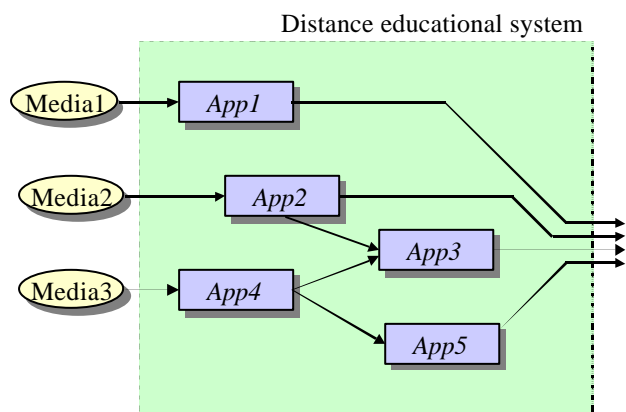 Distance educational system
Media1
App1
Media2
App2
App3
Media3
App4
App5